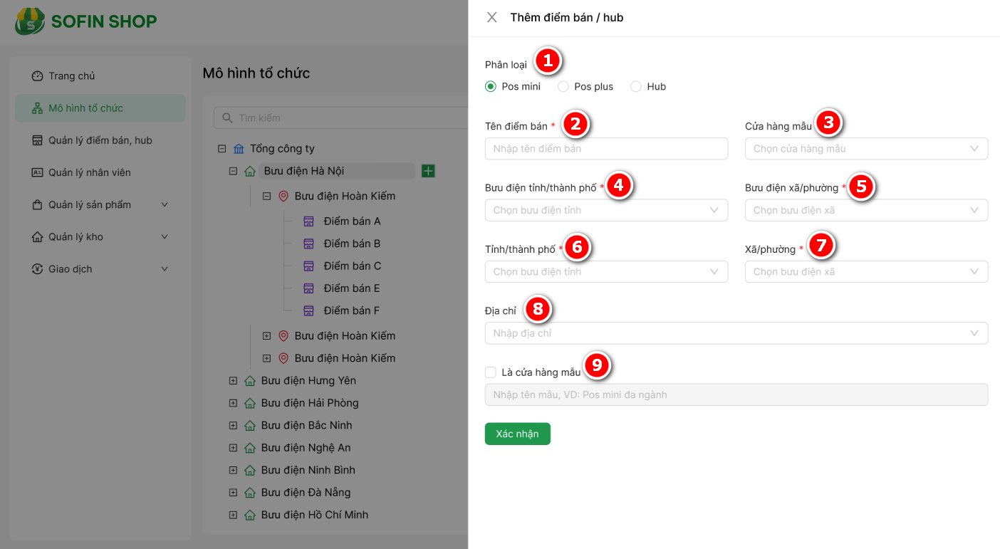 SOFIN SHOP
Trang chủ
Mô hình tổ chức
Quản lý điểm bán, hub
Quản lý nhân viên
Quản lý sản phẩm
Quản lý kho
Giao dịch
Mô hình tổ chức
Tìm kiếm
Tổng công ty
Bưu điện Hà Nội
Bưu điện Hoàn Kiếm
Điểm bán A
Điểm bán B
Điểm bán C
Điểm bán E
Điểm bán F
Bưu điện Hoàn Kiếm
Bưu điện Hoàn Kiếm
Bưu điện Hưng Yên
Bưu điện Hải Phòng
Bưu điện Bắc Ninh
Bưu điện Nghệ An
Bưu điện Ninh Bình
Bưu điện Đà Nẵng
Bưu điện Hồ Chí Minh
Thêm điểm bán / hub
Phân loại 1
Pos mini Pos plus Hub
Tên điểm bán * 2 Cửa hàng mẫu 3
Nhập tên điểm bán Chọn cửa hàng mẫu
Bưu điện tỉnh/thành phố * 4 Bưu điện xã/phường * 5
Chọn bưu điện tỉnh Chọn bưu điện xã
Tỉnh/thành phố * 6 Xã/phường * 7
Chọn bưu điện tỉnh Chọn bưu điện xã
Địa chỉ 8
Nhập địa chỉ
Là cửa hàng mẫu 9
Nhập tên mẫu, VD: Pos mini đa ngành
Xác nhận